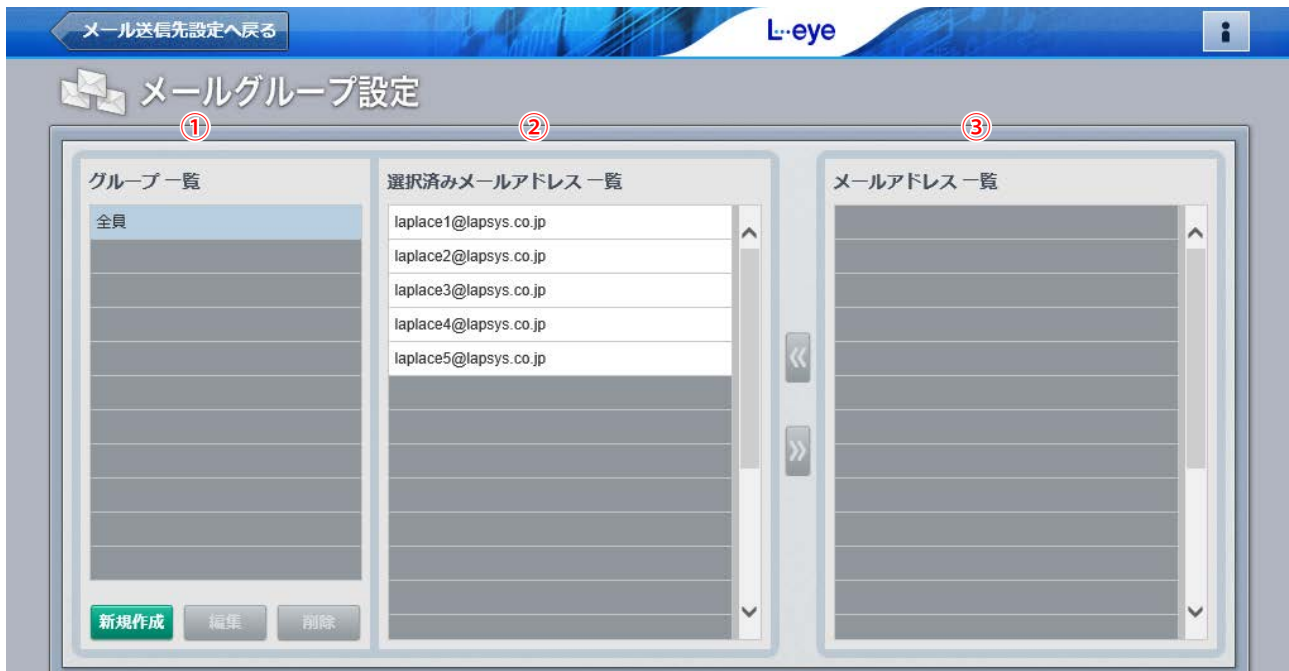 メール送信先設定へ戻る
L-eye
i
メールグループ設定
①
②
③
グループ 一覧
選択済みメールアドレス 一覧
メールアドレス 一覧
全員
laplace1@lapsys.co.jp
laplace2@lapsys.co.jp
laplace3@lapsys.co.jp
laplace4@lapsys.co.jp
laplace5@lapsys.co.jp
新規作成
編集
削除